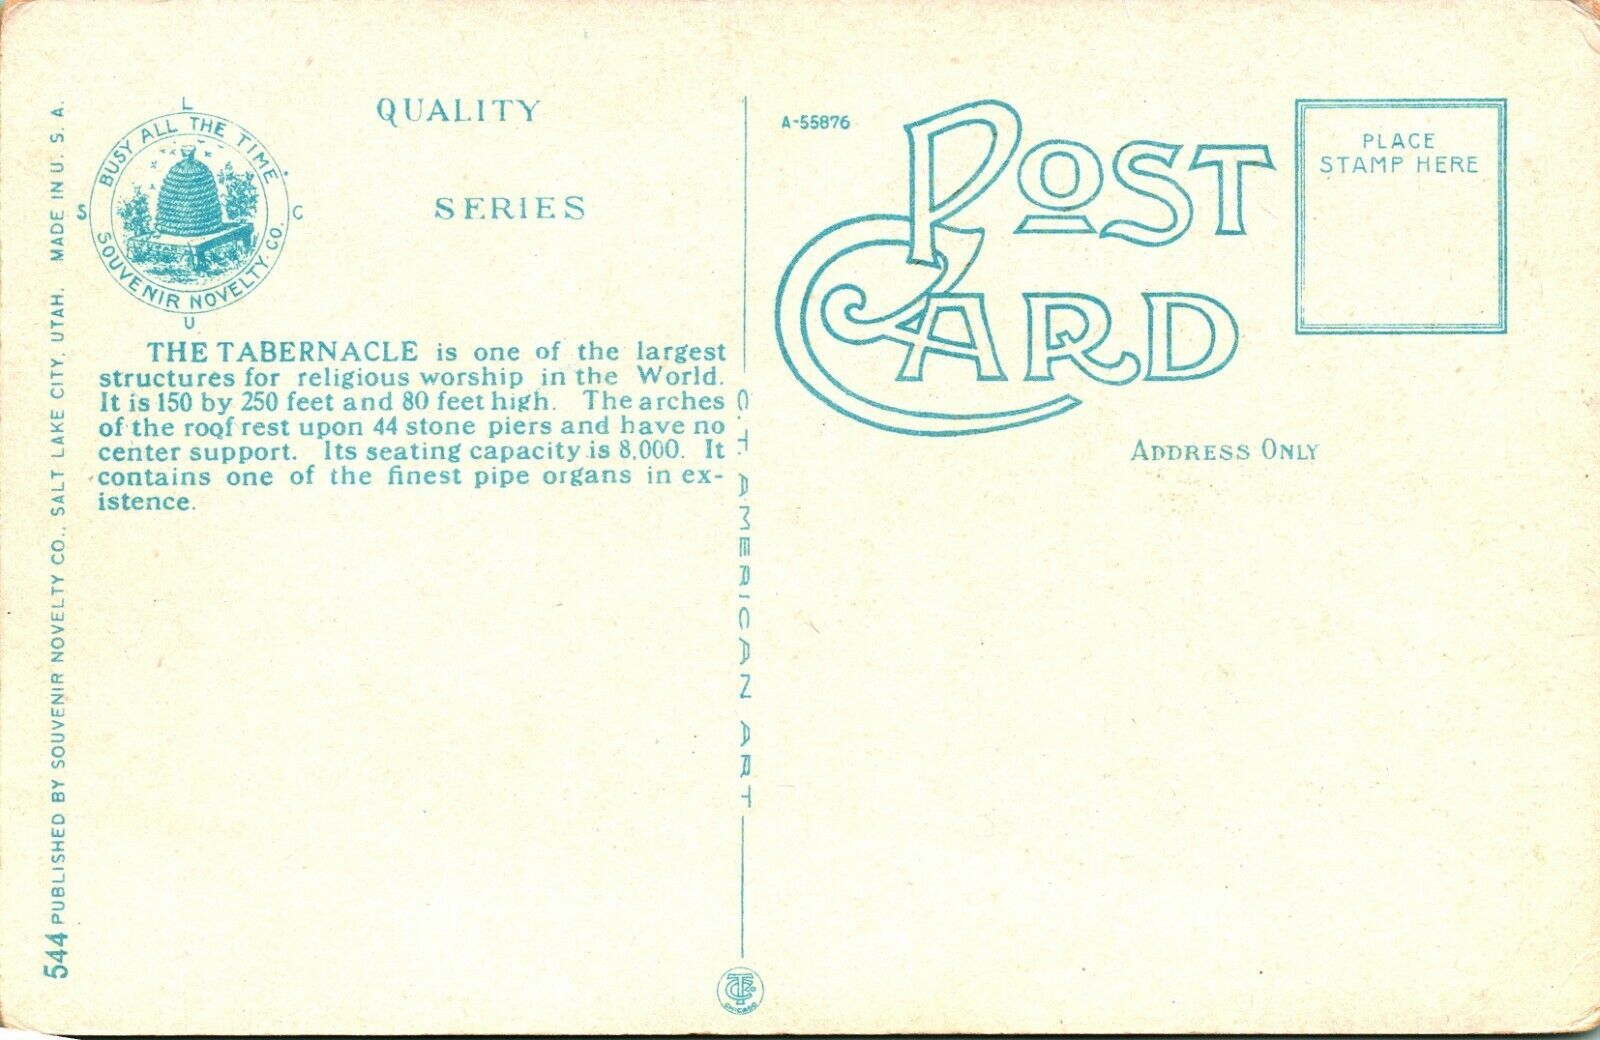 544 PUBLISHED BY SOUVENIR NOVELTY CO., SALT LAKE CITY, UTAH. MADE IN U. S. A.
L
S C
U
BUSY ALL THE TIME
SOUVENIR NOVELTY CO.
QUALITY
SERIES
THE TABERNACLE is one of the largest
structures for religious worship in the World.
It is 150 by 250 feet and 80 feet high. The arches
of the roof rest upon 44 stone piers and have no
center support. Its seating capacity is 8,000. It
contains one of the finest pipe organs in ex-
istence.
C. T. AMERICAN ART
CHICAGO
A-55876
POST
CARD
PLACE
STAMP HERE
ADDRESS ONLY